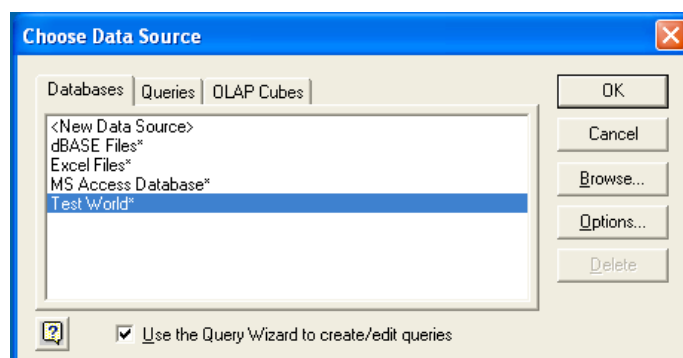 Choose Data Source
Databases Queries OLAP Cubes
<New Data Source>
dBASE Files*
Excel Files*
MS Access Database*
Test World*
OK
Cancel
Browse...
Options...
Delete
Use the Query Wizard to create/edit queries